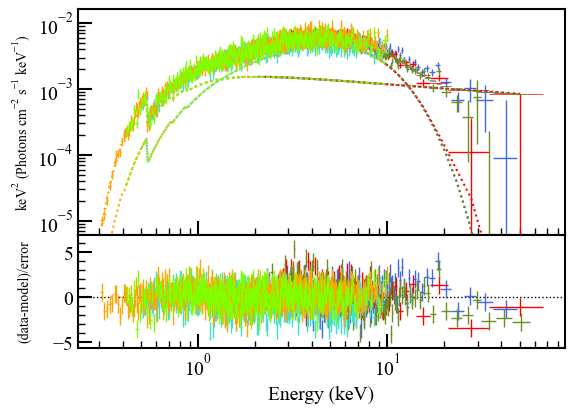 10⁻²
10⁻³
10⁻⁴
10⁻⁵
keV² (Photons cm⁻² s⁻¹ keV⁻¹)
5
0
−5
(data-model)/error
10⁰ 10¹
Energy (keV)